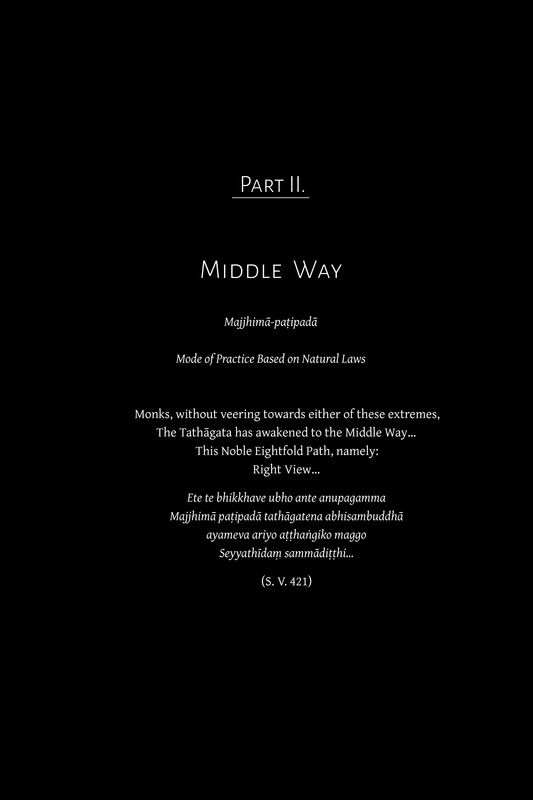 Part II.
Middle Way
Majjhimā-paṭipadā
Mode of Practice Based on Natural Laws
Monks, without veering towards either of these extremes,
The Tathāgata has awakened to the Middle Way...
This Noble Eightfold Path, namely:
Right View...
Ete te bhikkhave ubho ante anupagamma
Majjhimā paṭipadā tathāgatena abhisambuddhā
ayameva ariyo aṭṭhaṅgiko maggo
Seyyathīdaṃ sammādiṭṭhi...
(S. V. 421)